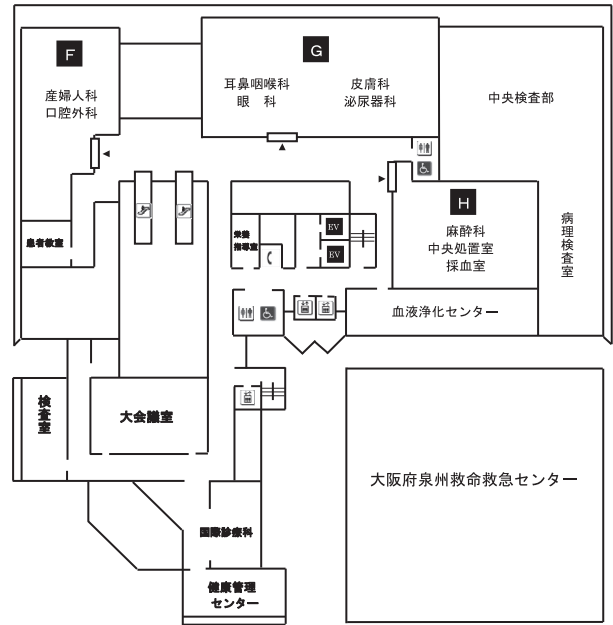 F
産婦人科
口腔外科
G
耳鼻咽喉科
眼 科
皮膚科
泌尿器科
中央検査部
H
麻酔科
中央処置室
採血室
病理検査室
患者教室
栄養
指導室
EV
EV
血液浄化センター
検査室
大会議室
大阪府泉州救命救急センター
国際診療科
健康管理
センター